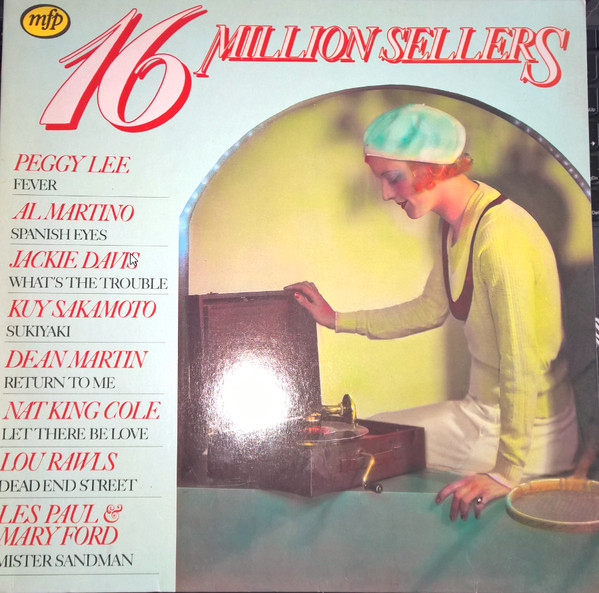 mfp
16 MILLION SELLERS
PEGGY LEE
FEVER
AL MARTINO
SPANISH EYES
JACKIE DAVIS
WHAT'S THE TROUBLE
KUY SAKAMOTO
SUKIYAKI
DEAN MARTIN
RETURN TO ME
NAT KING COLE
LET THERE BE LOVE
LOU RAWLS
DEAD END STREET
LES PAUL &
MARY FORD
MISTER SANDMAN